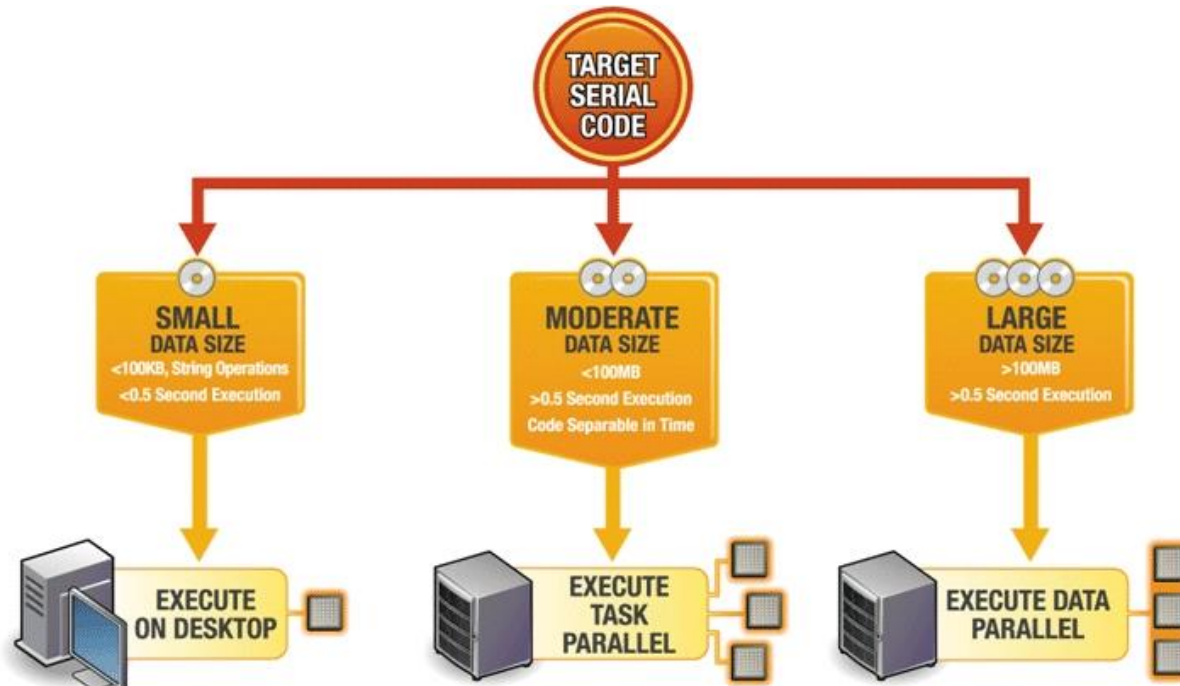 TARGET
SERIAL
CODE
SMALL
DATA SIZE
<100KB, String Operations
<0.5 Second Execution
MODERATE
DATA SIZE
<100MB
>0.5 Second Execution
Code Separable in Time
LARGE
DATA SIZE
>100MB
>0.5 Second Execution
EXECUTE
ON DESKTOP
EXECUTE
TASK
PARALLEL
EXECUTE DATA
PARALLEL